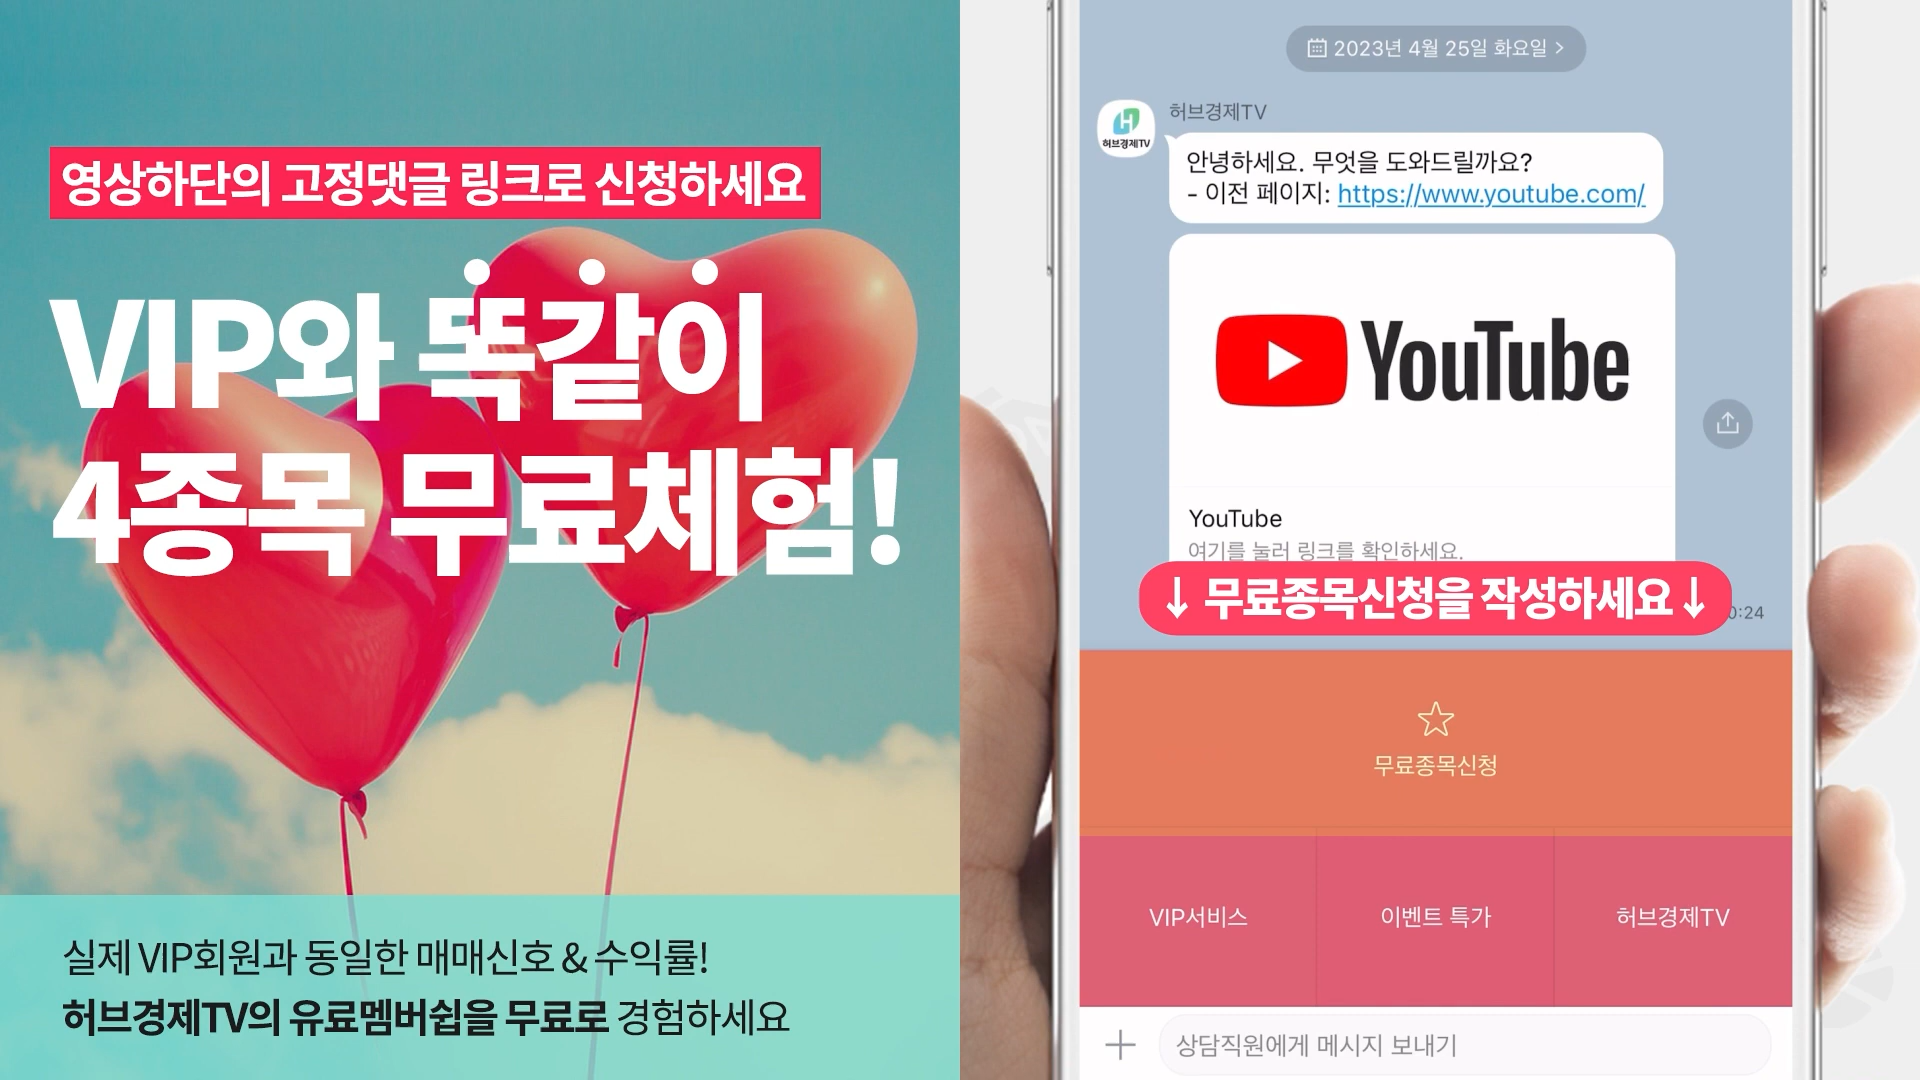 영상하단의 고정댓글 링크로 신청하세요
VIP와 똑같이
4종목 무료체험!
실제 VIP회원과 동일한 매매신호 & 수익률!
허브경제TV의 유료멤버쉽을 무료로 경험하세요
2023년 4월 25일 화요일 >
허브경제TV
허브경제TV
안녕하세요. 무엇을 도와드릴까요?
- 이전 페이지: https://www.youtube.com/
YouTube
YouTube
여기를 눌러 링크를 확인하세요.
↓ 무료종목신청을 작성하세요 ↓
0:24
무료종목신청
VIP서비스
이벤트 특가
허브경제TV
상담직원에게 메시지 보내기